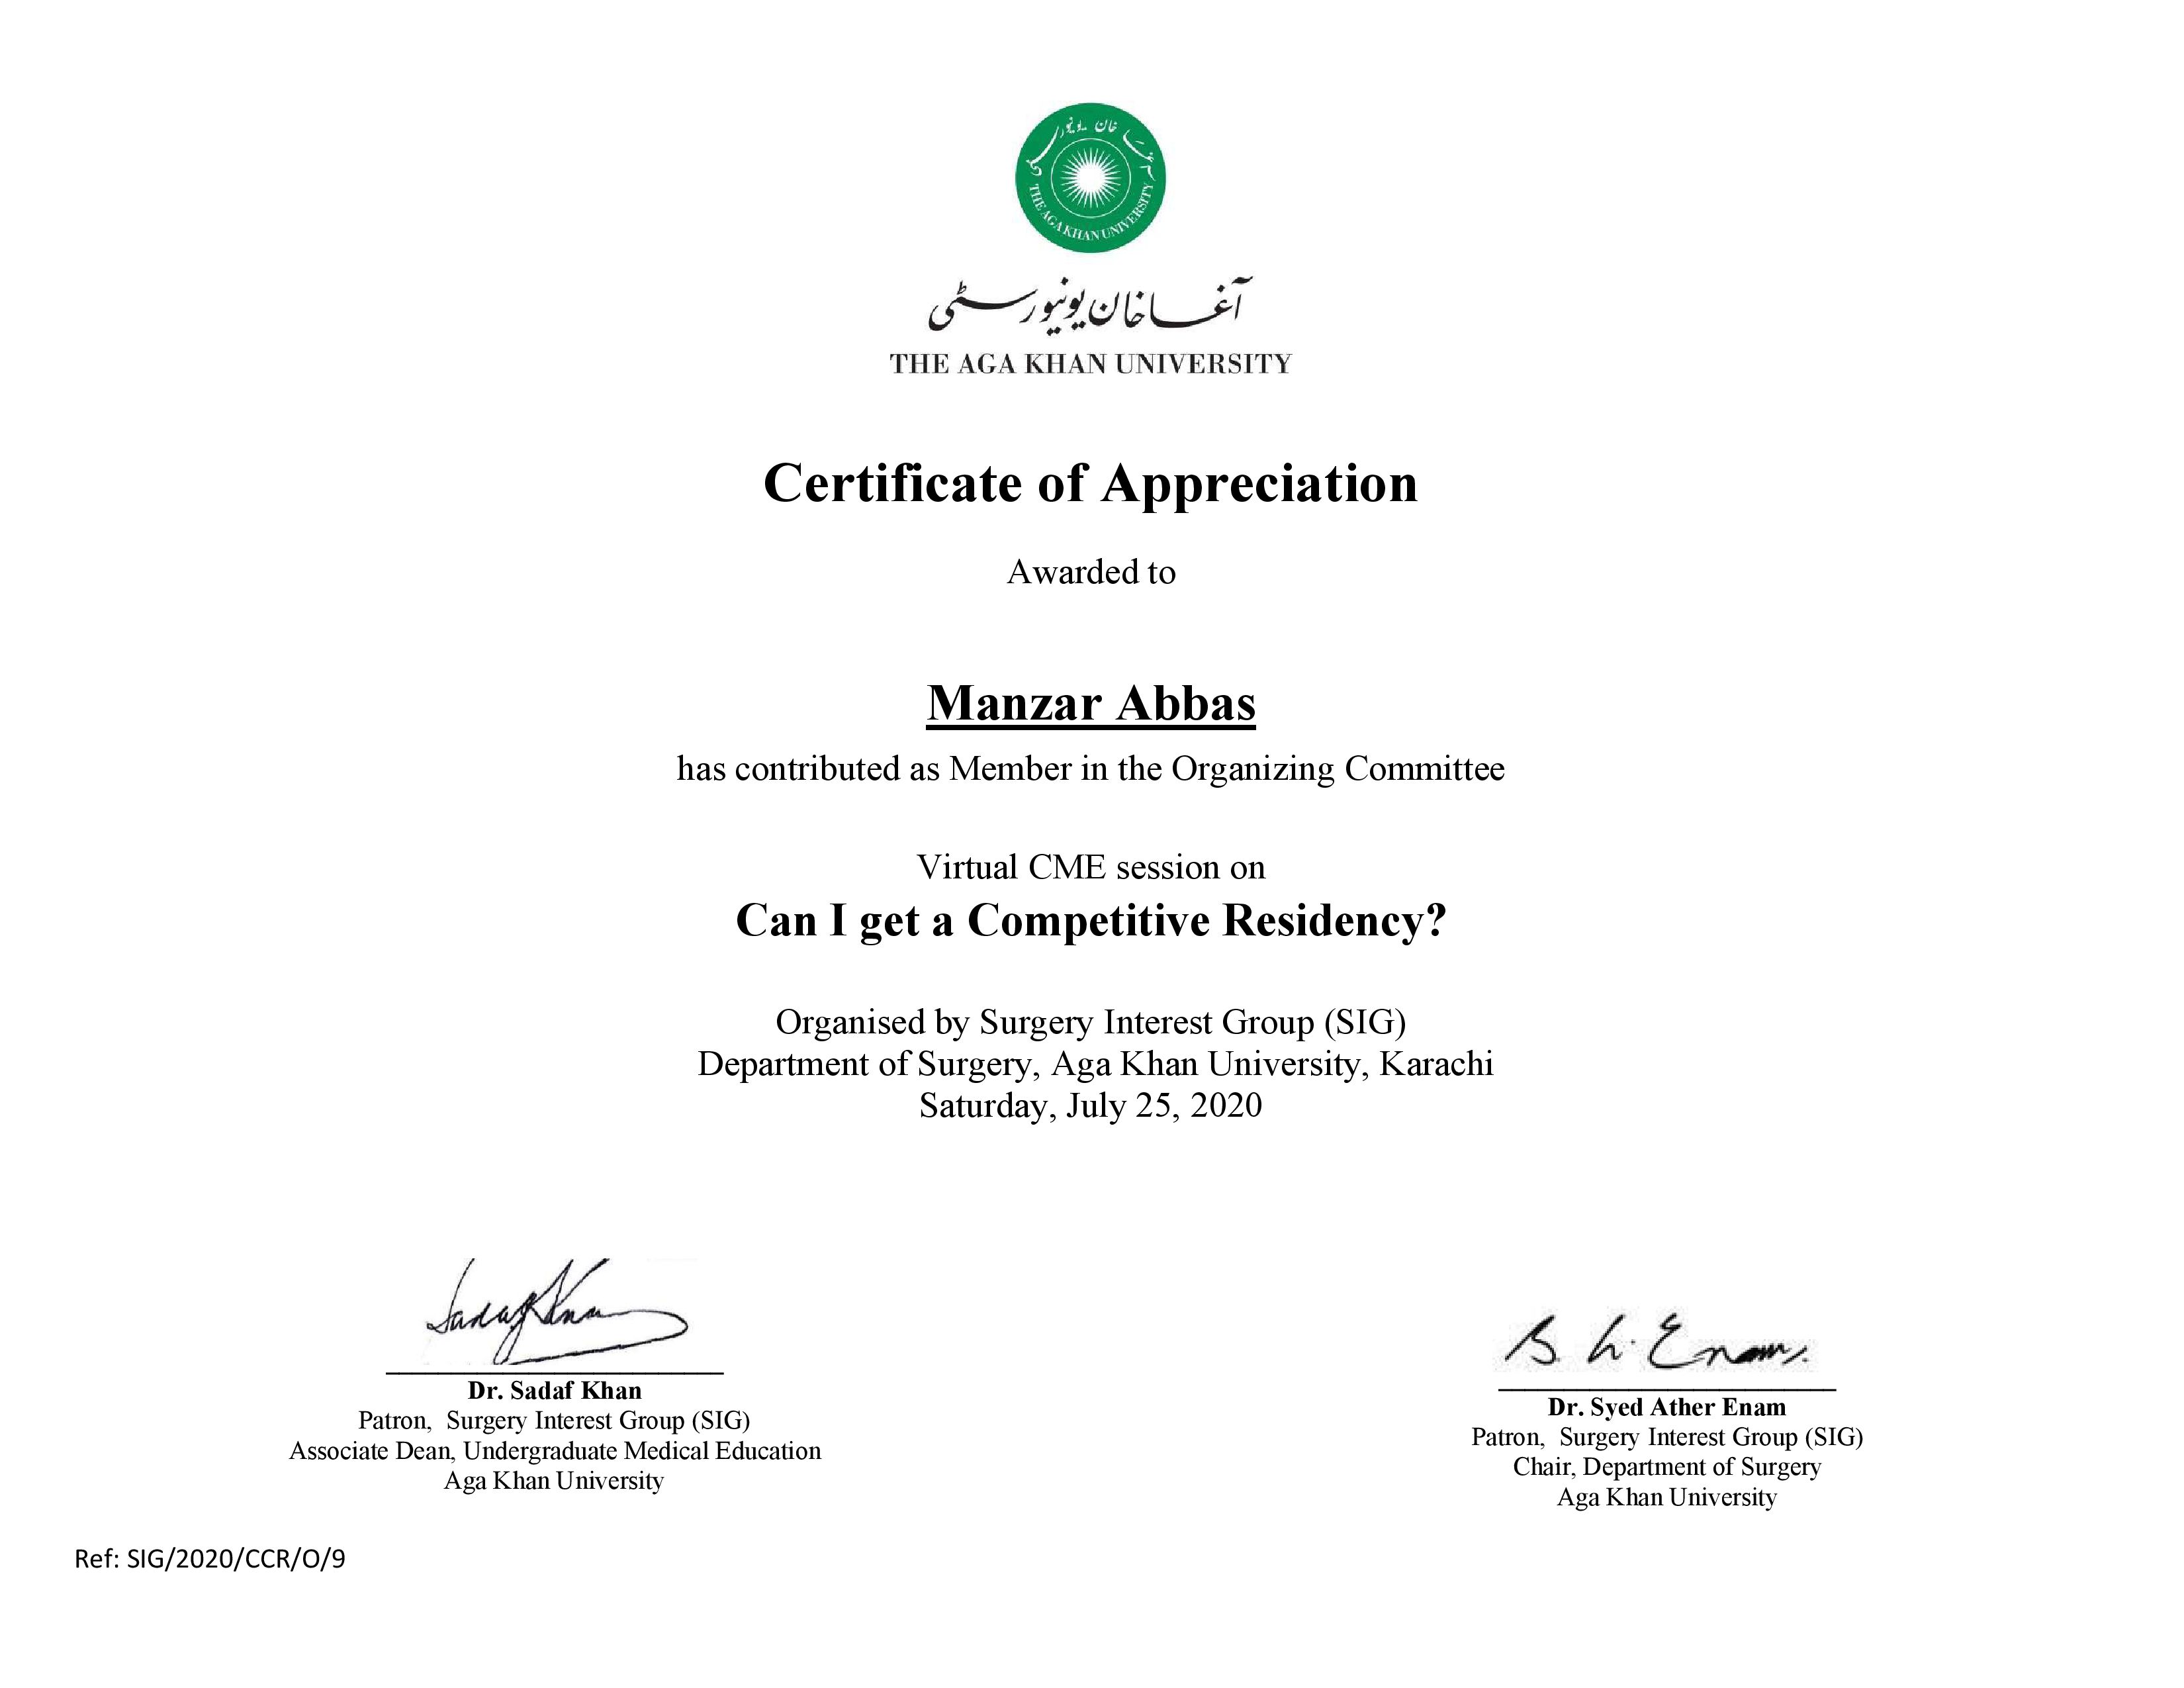 آغا خان یونیورسٹی
THE AGA KHAN UNIVERSITY
آغا خان یونیورسٹی
THE AGA KHAN UNIVERSITY
Certificate of Appreciation
Awarded to
Manzar Abbas
has contributed as Member in the Organizing Committee
Virtual CME session on
Can I get a Competitive Residency?
Organised by Surgery Interest Group (SIG)
Department of Surgery, Aga Khan University, Karachi
Saturday, July 25, 2020
Sadaf Khan
Dr. Sadaf Khan
Patron, Surgery Interest Group (SIG)
Associate Dean, Undergraduate Medical Education
Aga Khan University
S. A. Enam.
Dr. Syed Ather Enam
Patron, Surgery Interest Group (SIG)
Chair, Department of Surgery
Aga Khan University
Ref: SIG/2020/CCR/O/9